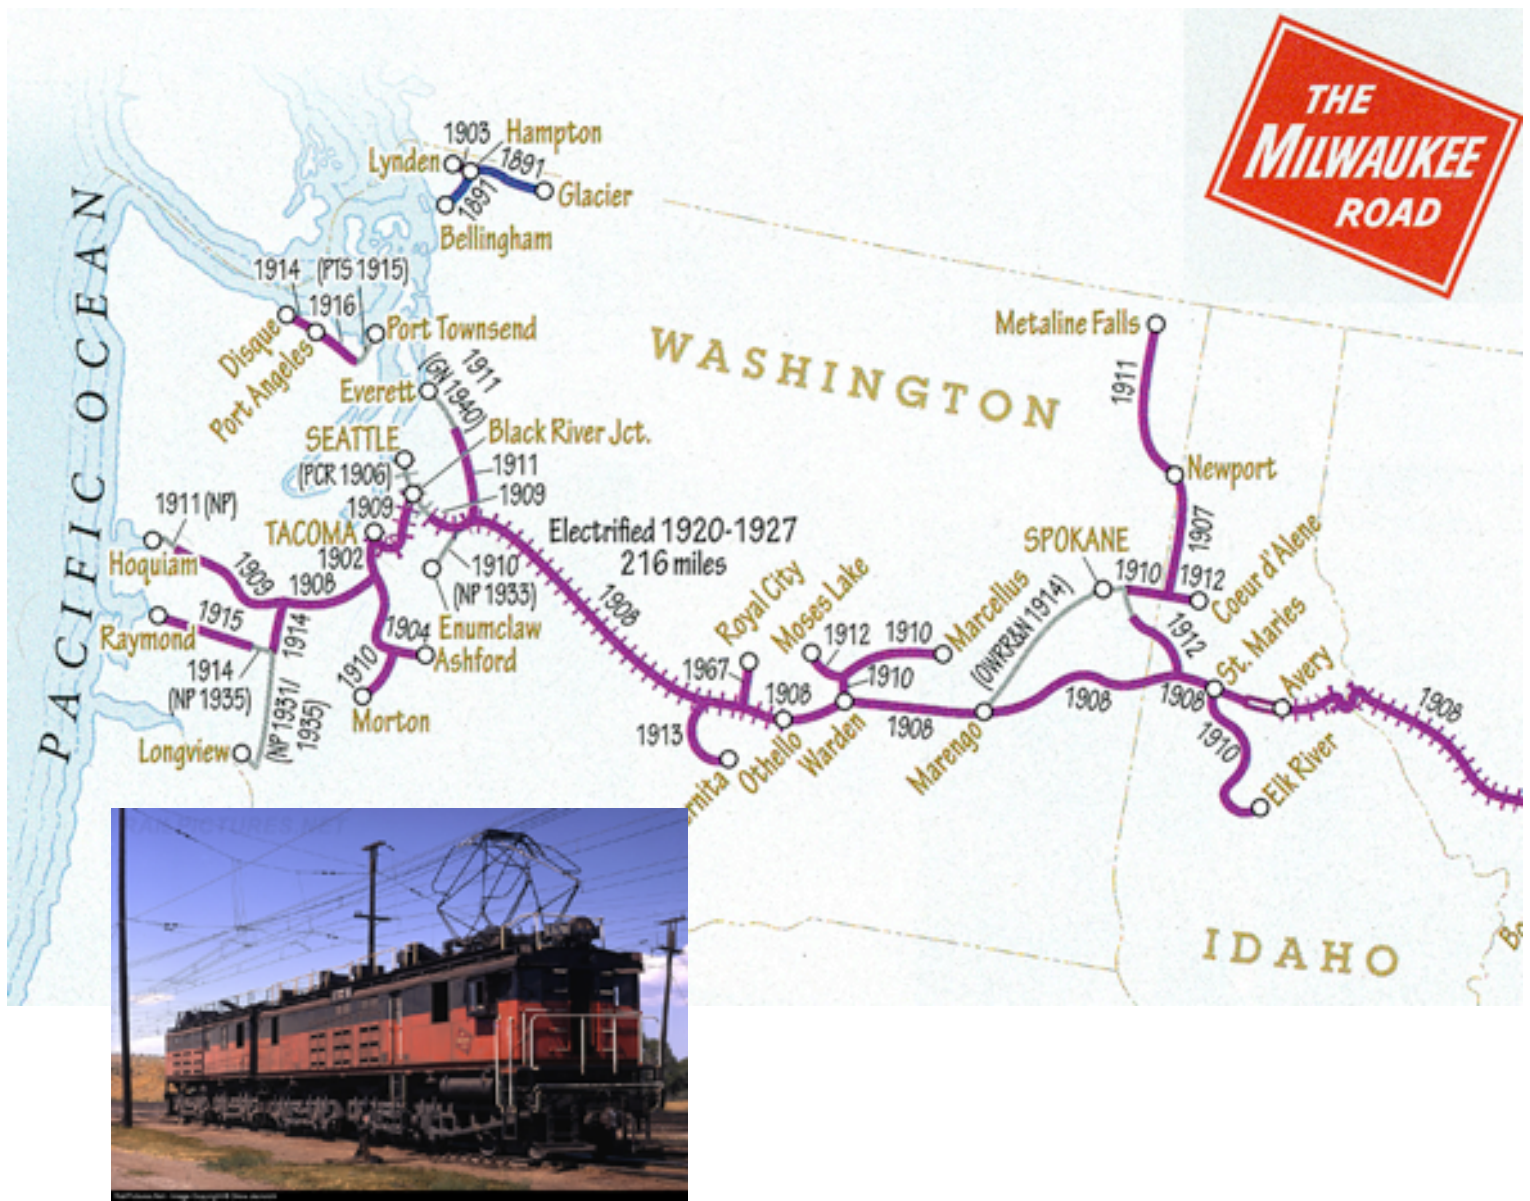 THE
MILWAUKEE
ROAD
PACIFIC OCEAN
WASHINGTON
IDAHO
1903
Hampton
Lynden
1891
Glacier
1891
Bellingham
1914
(PTS 1915)
1916
Disque
Port Angeles
Port Townsend
Metaline Falls
1911
1911
(GN 1940)
Everett
SEATTLE
Black River Jct.
(PCR 1906)
1911
1909
Newport
1907
1911 (NP)
Hoquiam
1909
TACOMA
1902
1909
1908
Electrified 1920-1927
216 miles
1910
(NP 1933)
Enumclaw
1915
Raymond
1914
1914
(NP 1935)
(NP 1931/
1935)
Longview
1904
Ashford
1910
Morton
1908
SPOKANE
1910
1912
Coeur d'Alene
1912
Royal City
Moses Lake
Marcellus
(OWRR&N 1914)
1912
1910
1910
1967
1908
1913
Othello
Warden
1908
Marengo
1908
1908
St. Maries
Avery
1908
1910
Elk River